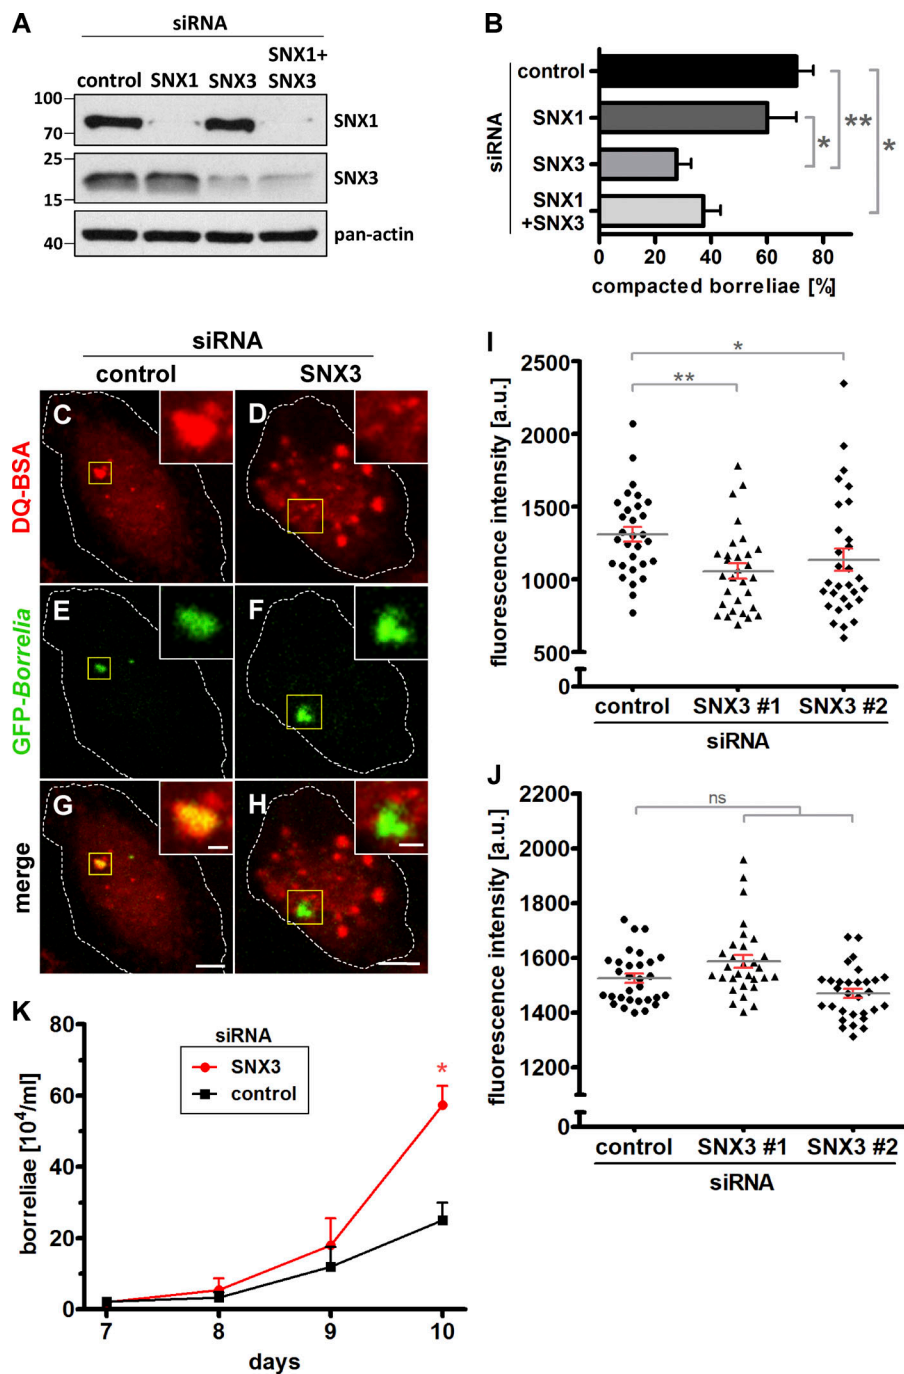 A
siRNA
control SNX1 SNX3 SNX1+
SNX3
100
70
SNX1
25
15
SNX3
40
pan-actin
B
siRNA
control
SNX1
SNX3
SNX1
+SNX3
* ** *
0 20 40 60 80
compacted borreliae [%]
siRNA
control SNX3
DQ-BSA
C D
GFP-Borrelia
E F
merge
G H
I
fluorescence intensity [a.u.]
2500
2000
1500
1000
500
0
*
**
control SNX3 #1 SNX3 #2
siRNA
J
fluorescence intensity [a.u.]
2200
2000
1800
1600
1400
1200
0
ns
control SNX3 #1 SNX3 #2
siRNA
K
borreliae [10⁴/ml]
80
60
40
20
0
siRNA
SNX3
control
*
7 8 9 10
days